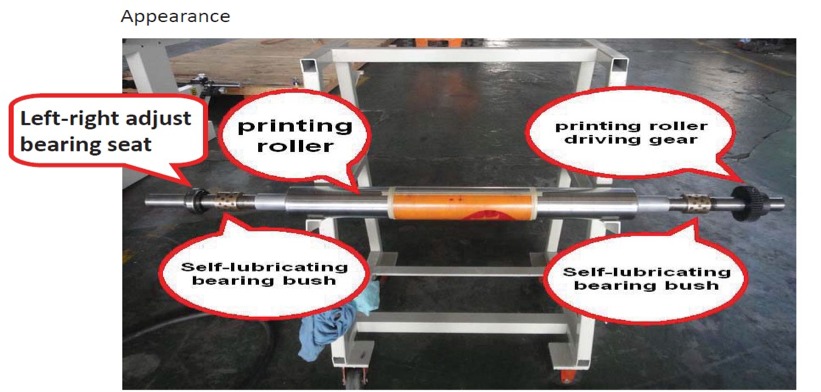 Appearance
Left-right adjust
bearing seat
printing
roller
printing roller
driving gear
Self-lubricating
bearing bush
Self-lubricating
bearing bush